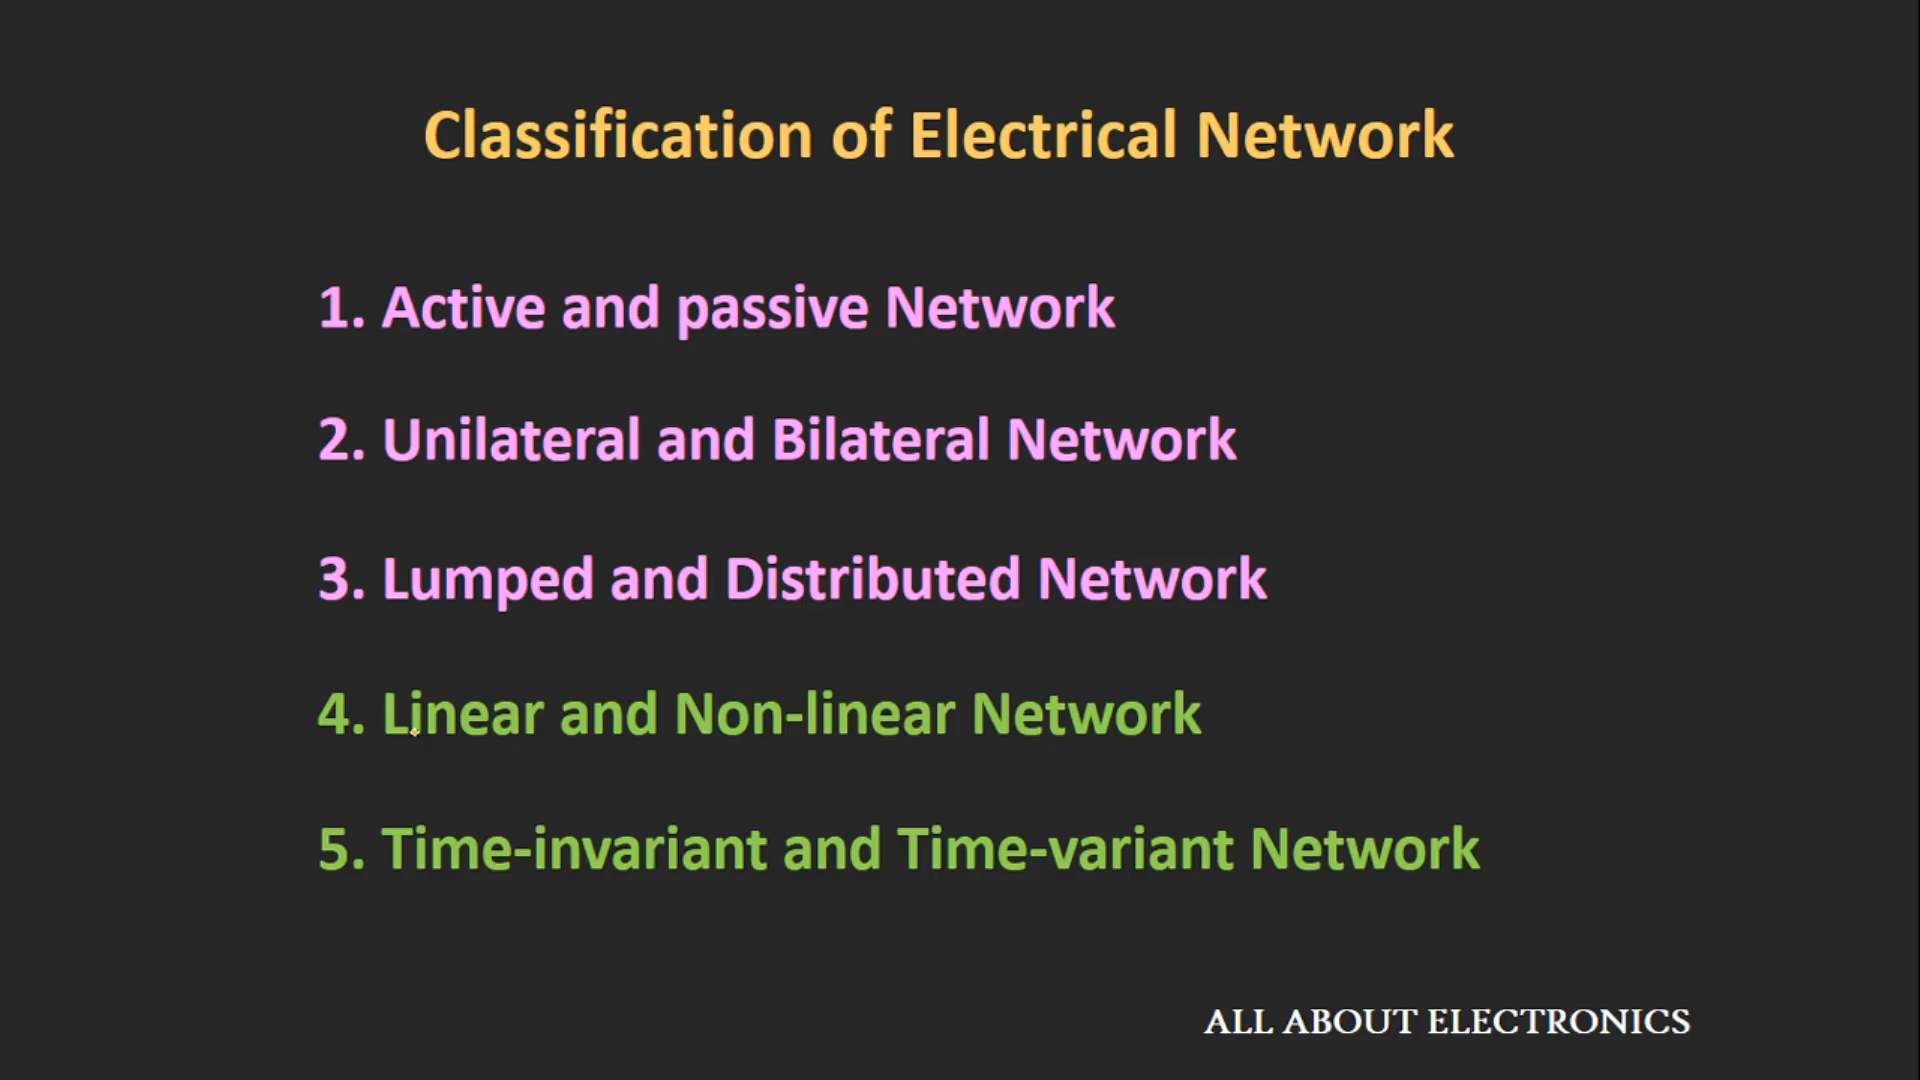 Classification of Electrical Network
1. Active and passive Network
2. Unilateral and Bilateral Network
3. Lumped and Distributed Network
4. Linear and Non-linear Network
5. Time-invariant and Time-variant Network
ALL ABOUT ELECTRONICS